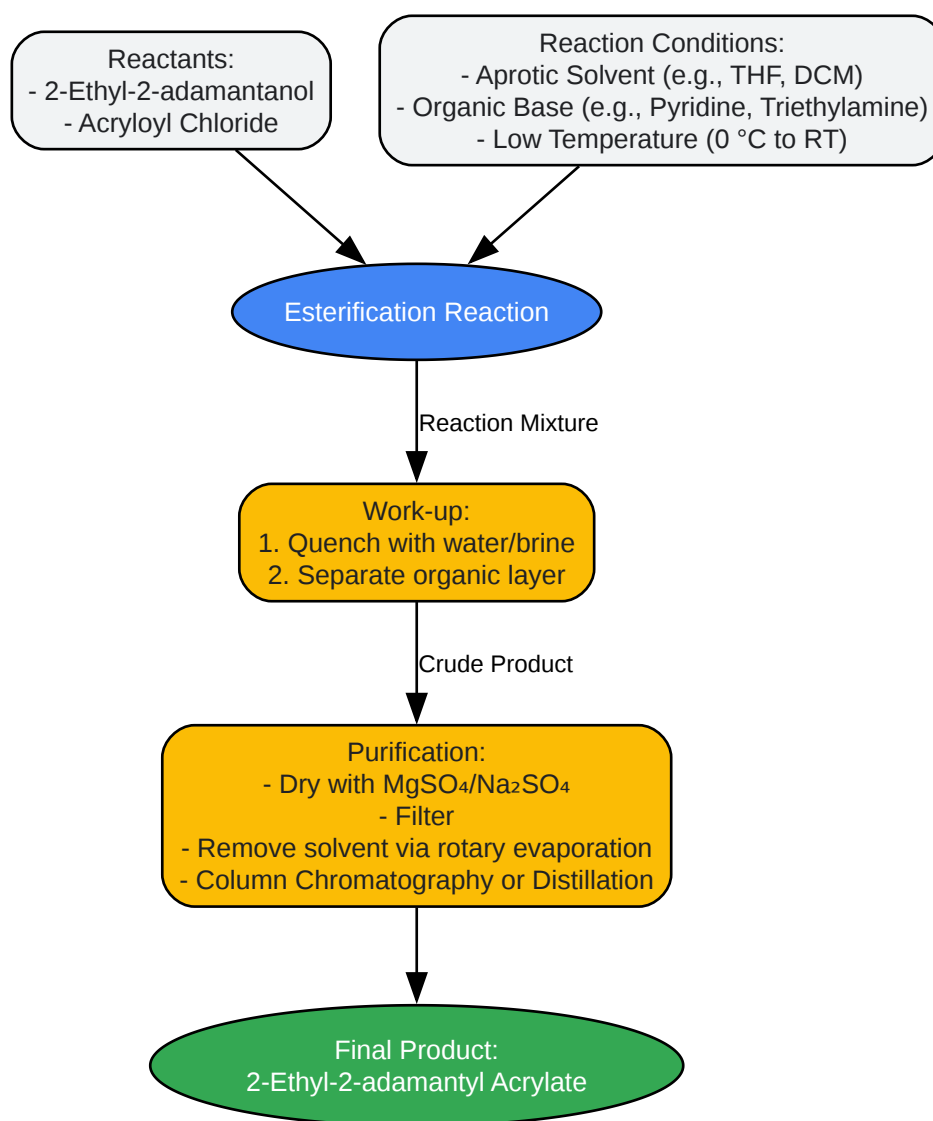 Reactants:
- 2-Ethyl-2-adamantanol
- Acryloyl Chloride
Reaction Conditions:
- Aprotic Solvent (e.g., THF, DCM)
- Organic Base (e.g., Pyridine, Triethylamine)
- Low Temperature (0 °C to RT)
Esterification Reaction
Reaction Mixture
Work-up:
1. Quench with water/brine
2. Separate organic layer
Crude Product
Purification:
- Dry with MgSO₄/Na₂SO₄
- Filter
- Remove solvent via rotary evaporation
- Column Chromatography or Distillation
Final Product:
2-Ethyl-2-adamantyl Acrylate